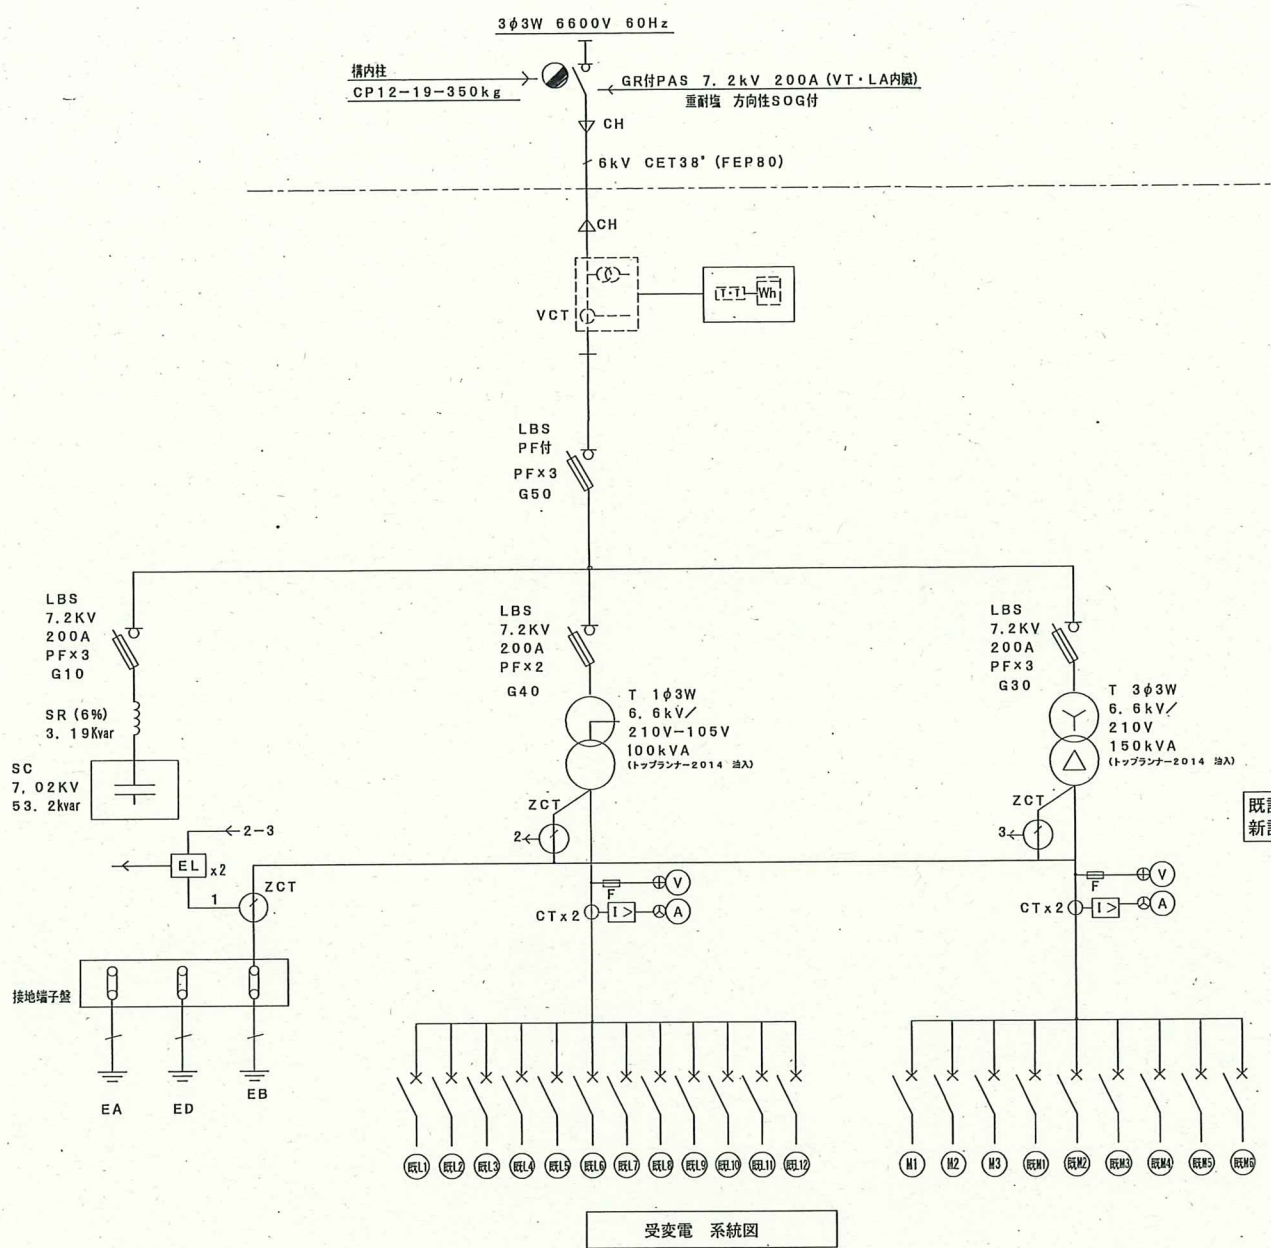 3φ3W 6600V 60Hz
構内柱
CP12-19-350kg
GR付PAS 7. 2kV 200A (VT・LA内臓)
重耐塩 方向性SOG付
CH
6kV CET38° (FEP80)
CH
T・T
Wh
VCT
LBS
PF付
PF×3
G50
LBS
7.2KV
200A
PF×3
G10
SR (6%)
3. 19Kvar
SC
7, 02KV
53. 2kvar
LBS
7.2KV
200A
PF×2
G40
T 1φ3W
6. 6kV/
210V-105V
100kVA
(トップランナー2014 油入)
LBS
7.2KV
200A
PF×3
G30
T 3φ3W
6. 6kV/
210V
150kVA
(トップランナー2014 油入)
ZCT
2
ZCT
3
2-3
EL x2
1
ZCT
F
V
CTx2
I>
A
F
V
CTx2
I>
A
接地端子盤
EA
ED
EB
既L1
既L2
既L3
既L4
既L5
既L6
既L7
既L8
既L9
既L10
既L11
既L12
M1
M2
M3
既M1
既M2
既M3
既M4
既M5
既M6
受変電 系統図